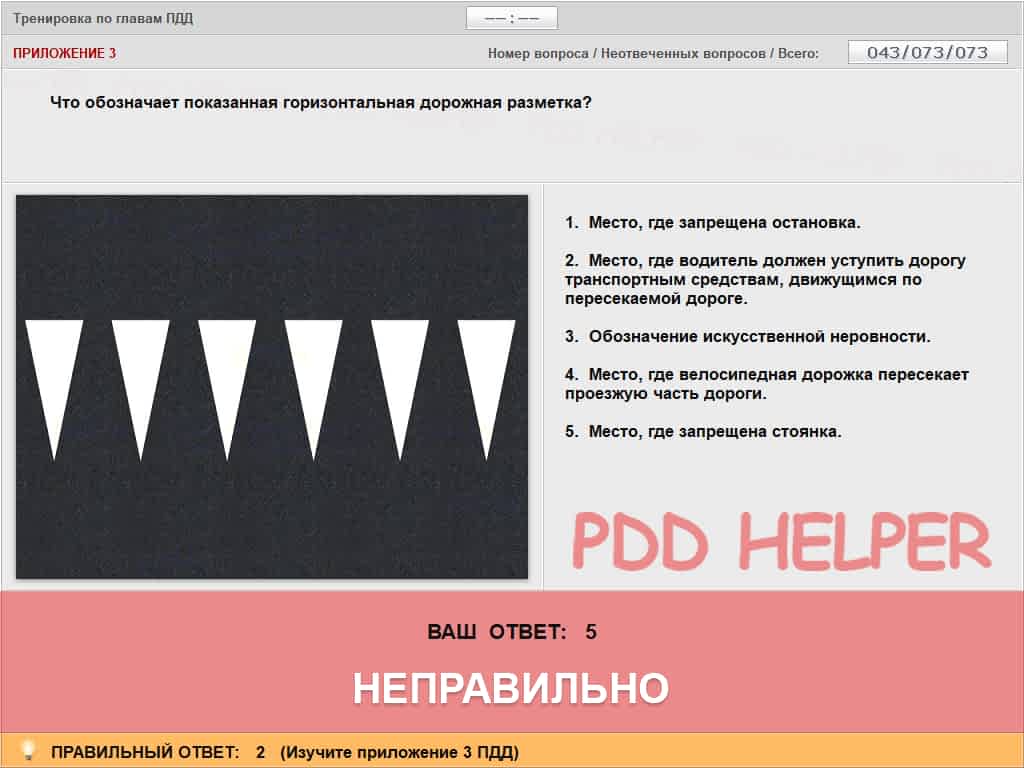 Тренировка по главам ПДД
–– : ––
ПРИЛОЖЕНИЕ 3
Номер вопроса / Неотвеченных вопросов / Всего:
043/073/073
Что обозначает показанная горизонтальная дорожная разметка?
1. Место, где запрещена остановка.
2. Место, где водитель должен уступить дорогу
транспортным средствам, движущимся по
пересекаемой дороге.
3. Обозначение искусственной неровности.
4. Место, где велосипедная дорожка пересекает
проезжую часть дороги.
5. Место, где запрещена стоянка.
PDD HELPER
ВАШ ОТВЕТ: 5
НЕПРАВИЛЬНО
ПРАВИЛЬНЫЙ ОТВЕТ: 2 (Изучите приложение 3 ПДД)